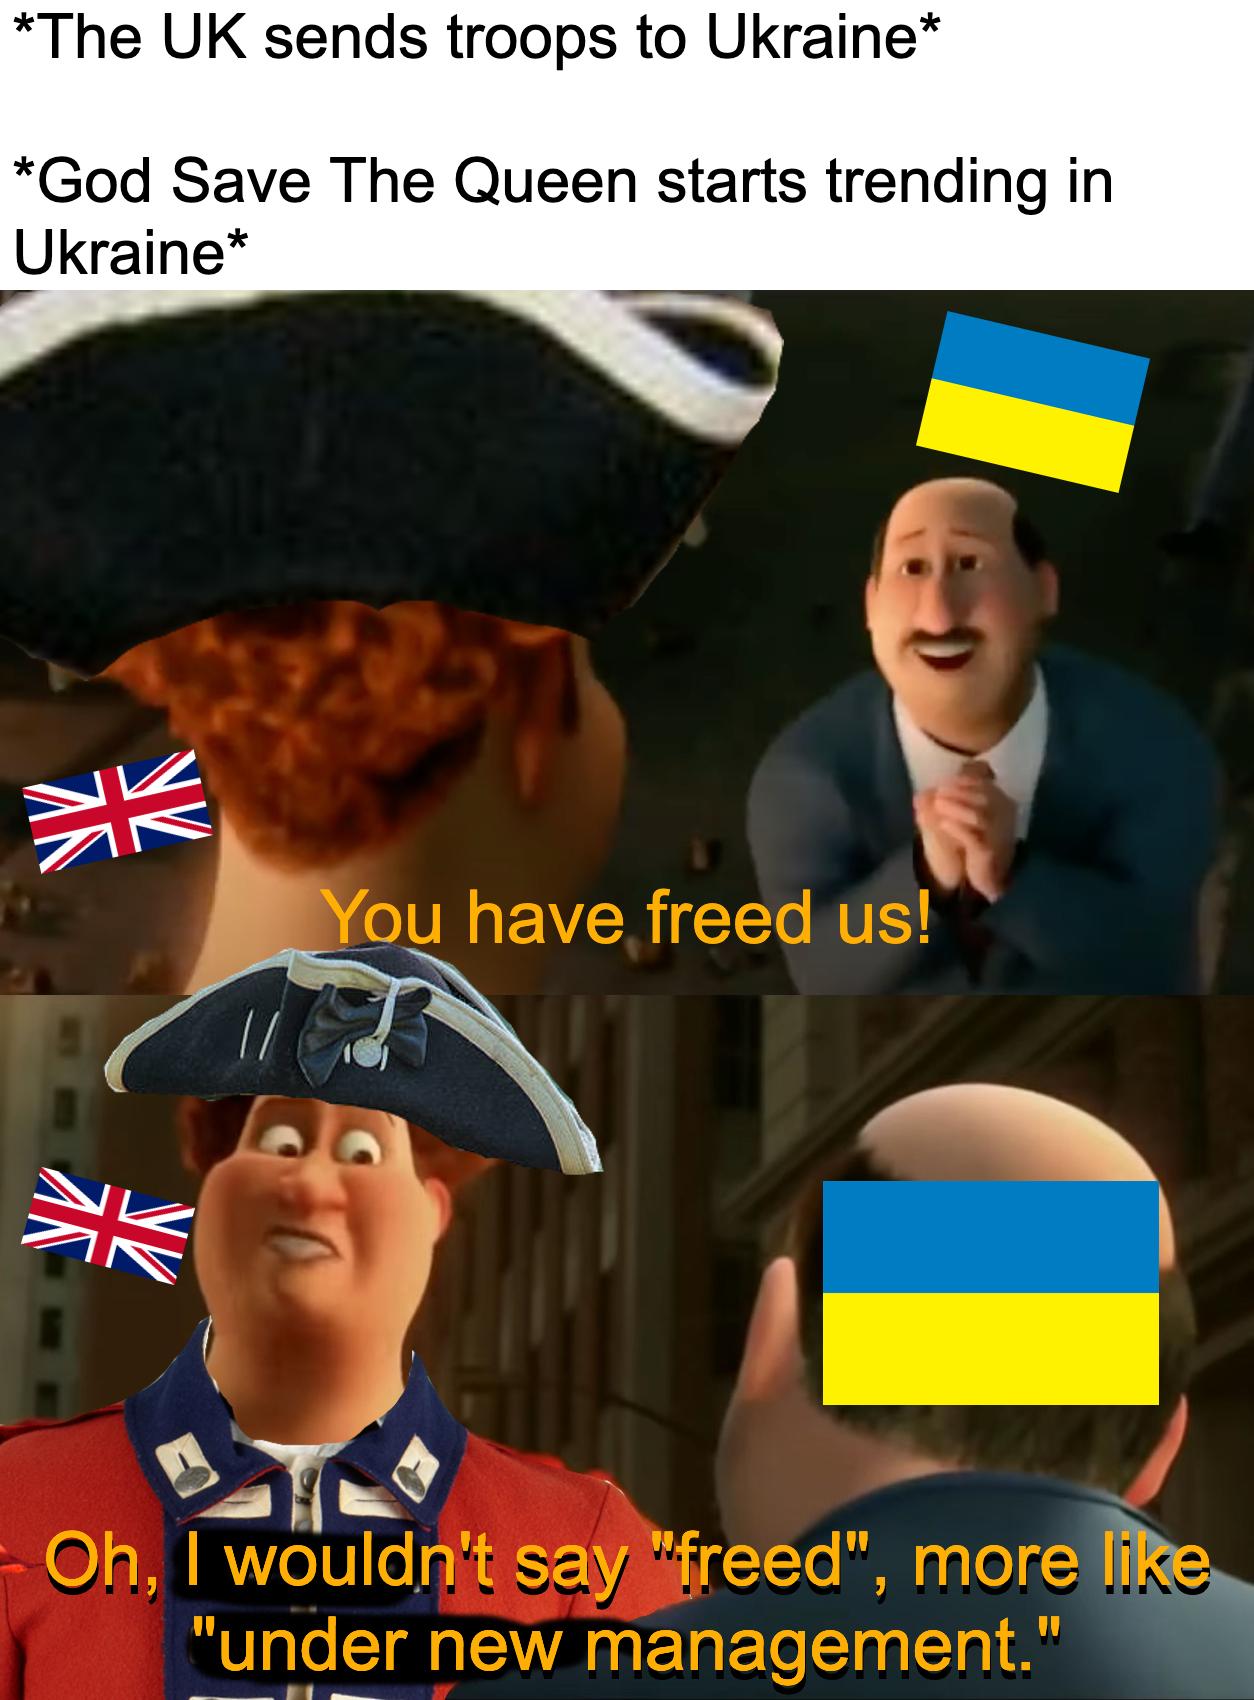 *The UK sends troops to Ukraine*
*God Save The Queen starts trending in
Ukraine*
You have freed us!
Oh, I wouldn't say "freed", more like
"under new management."